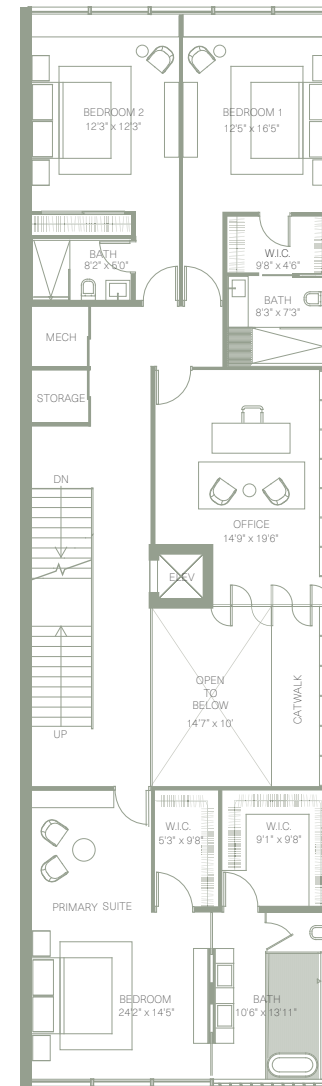 BEDROOM 2
12'3" x 12'3"
BEDROOM 1
12'5" x 16'5"
BATH
8'2" x 5'0"
W.I.C.
9'8" x 4'6"
BATH
8'3" x 7'3"
MECH
STORAGE
DN
OFFICE
14'9" x 19'6"
ELEV
OPEN
TO
BELOW
14'7" x 10'
CATWALK
UP
W.I.C.
5'3" x 9'8"
W.I.C.
9'1" x 9'8"
PRIMARY SUITE
BEDROOM
24'2" x 14'5"
BATH
10'6" x 13'11"